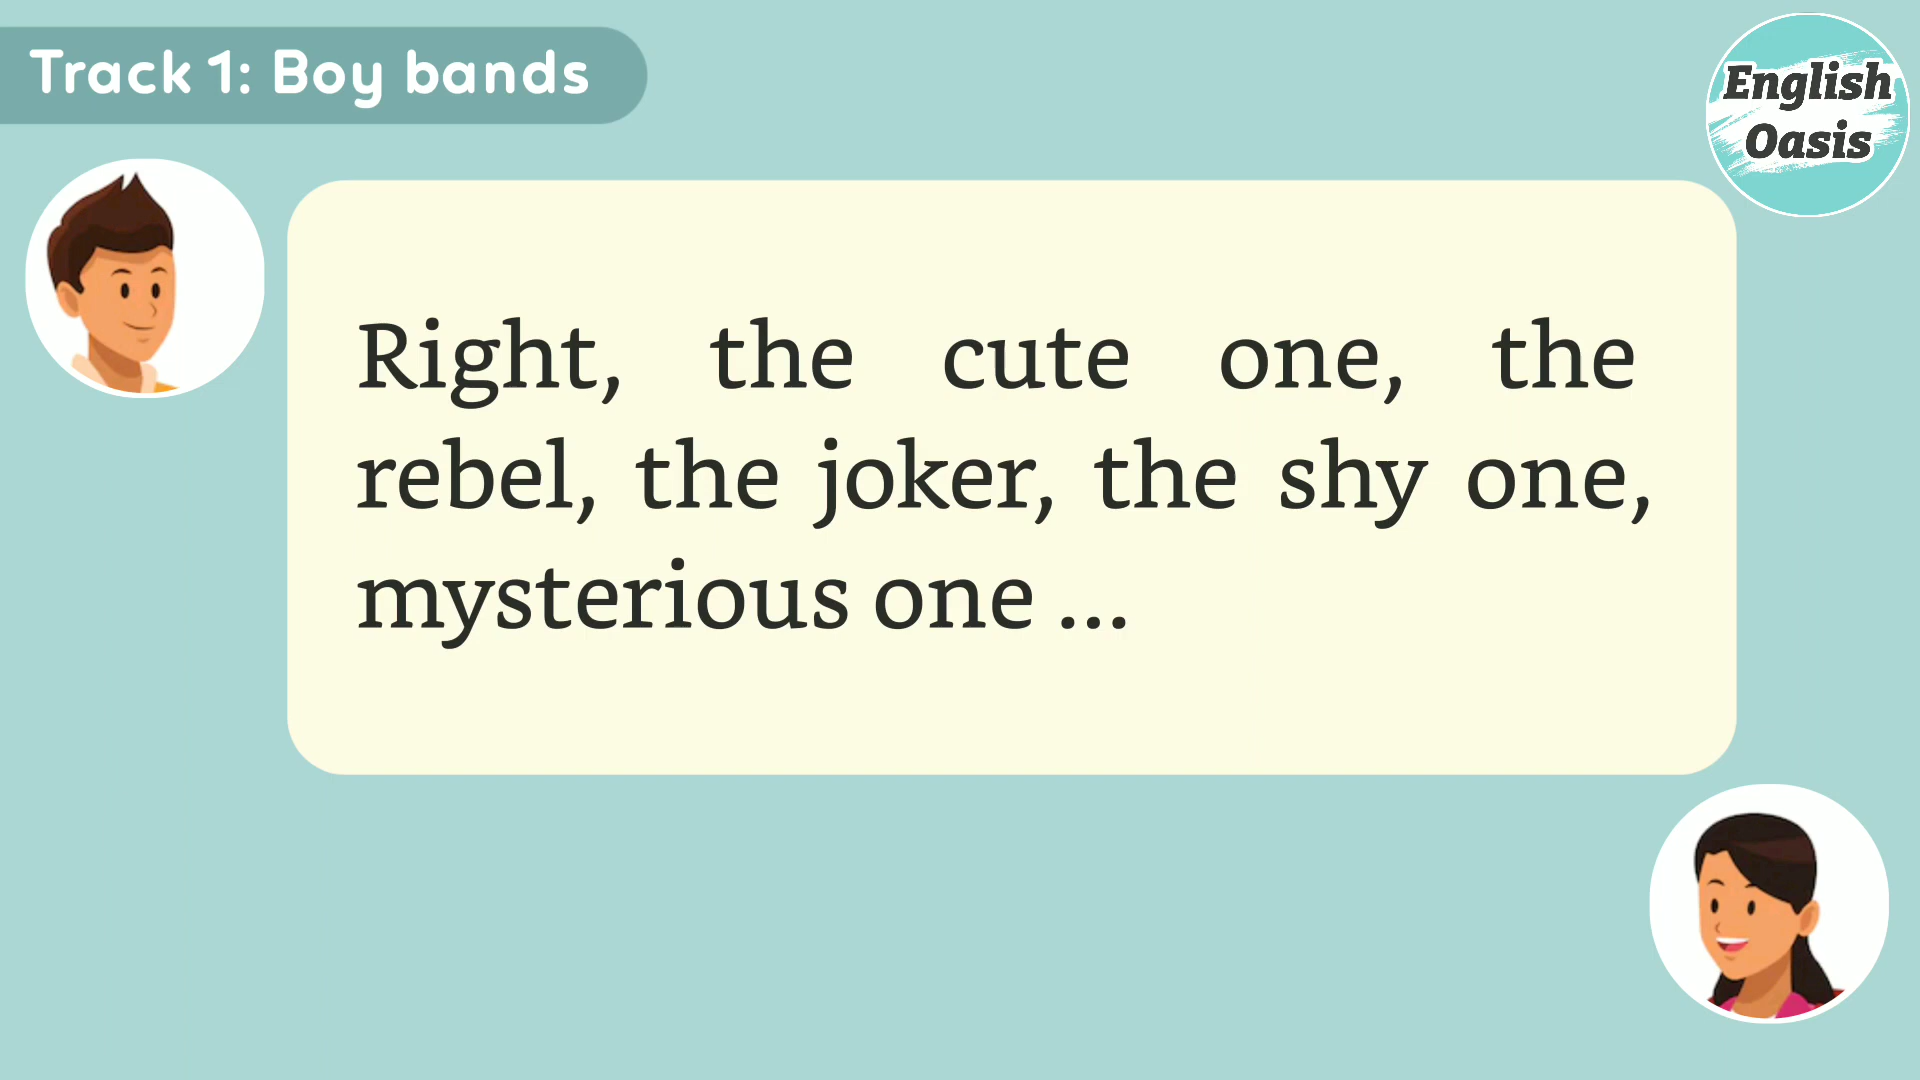 Track 1: Boy bands
English
Oasis
Right, the cute one, the
rebel, the joker, the shy one,
mysterious one ...